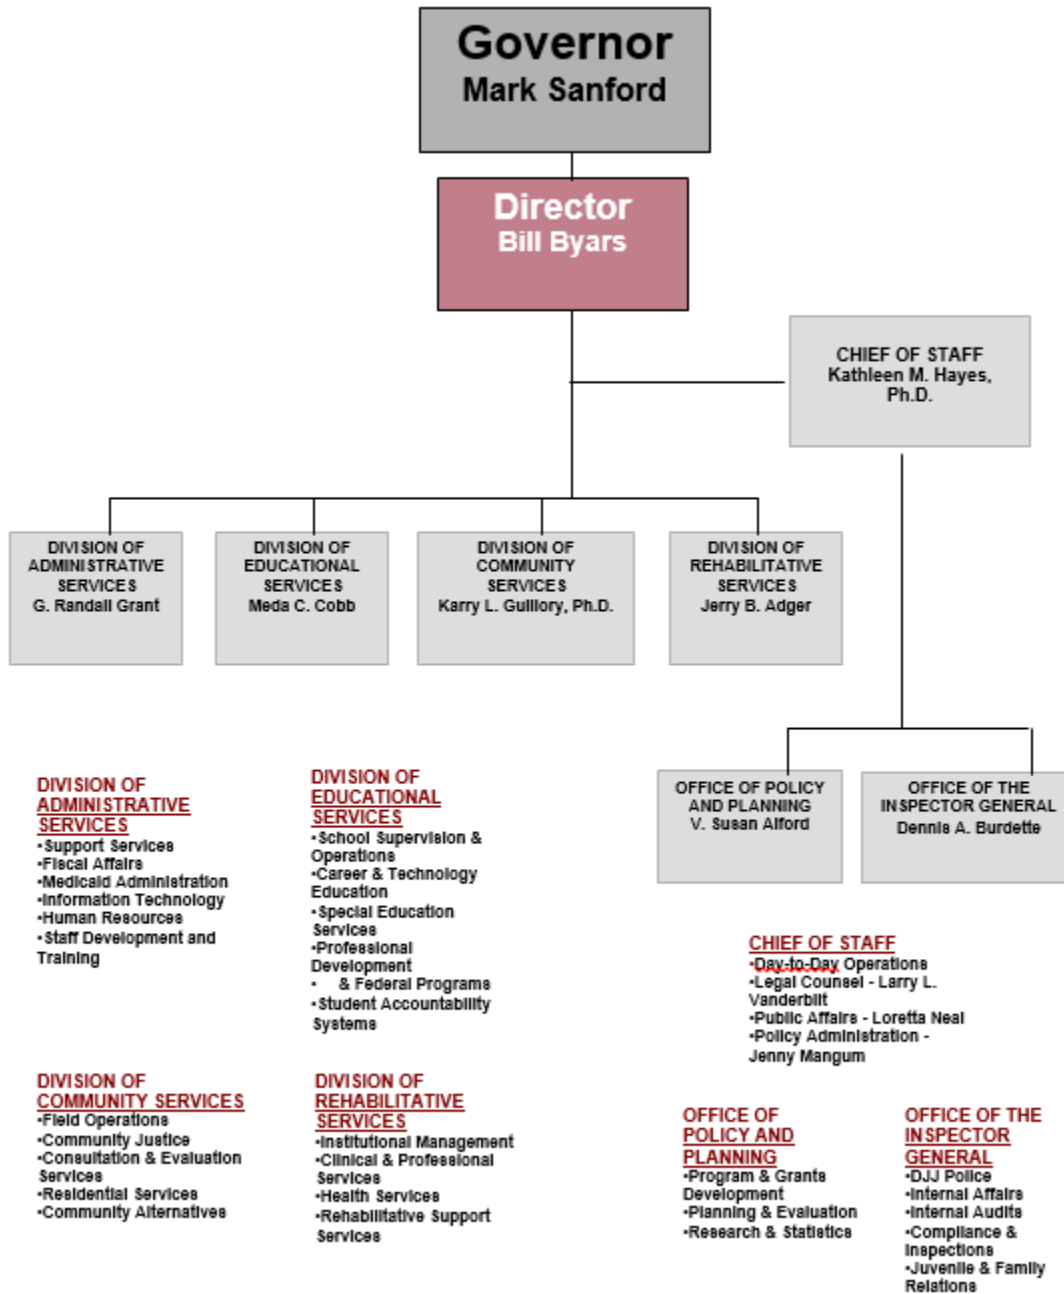 Governor
Mark Sanford
Director
Bill Byars
CHIEF OF STAFF
Kathleen M. Hayes,
Ph.D.
DIVISION OF
ADMINISTRATIVE
SERVICES
G. Randall Grant
DIVISION OF
EDUCATIONAL
SERVICES
Meda C. Cobb
DIVISION OF
COMMUNITY
SERVICES
Karry L. Guillory, Ph.D.
DIVISION OF
REHABILITATIVE
SERVICES
Jerry B. Adger
OFFICE OF POLICY
AND PLANNING
V. Susan Alford
OFFICE OF THE
INSPECTOR GENERAL
Dennis A. Burdette
DIVISION OF
ADMINISTRATIVE
SERVICES
•Support Services
•Fiscal Affairs
•Medicaid Administration
•Information Technology
•Human Resources
•Staff Development and
Training
DIVISION OF
EDUCATIONAL
SERVICES
•School Supervision &
Operations
•Career & Technology
Education
•Special Education
Services
•Professional
Development
• & Federal Programs
•Student Accountability
Systems
CHIEF OF STAFF
•Day-to-Day Operations
•Legal Counsel - Larry L.
Vanderbilt
•Public Affairs - Loretta Neal
•Policy Administration -
Jenny Mangum
DIVISION OF
COMMUNITY SERVICES
•Field Operations
•Community Justice
•Consultation & Evaluation
Services
•Residential Services
•Community Alternatives
DIVISION OF
REHABILITATIVE
SERVICES
•Institutional Management
•Clinical & Professional
Services
•Health Services
•Rehabilitative Support
Services
OFFICE OF
POLICY AND
PLANNING
•Program & Grants
Development
•Planning & Evaluation
•Research & Statistics
OFFICE OF THE
INSPECTOR
GENERAL
•DJJ Police
•Internal Affairs
•Internal Audits
•Compliance &
Inspections
•Juvenile & Family
Relations